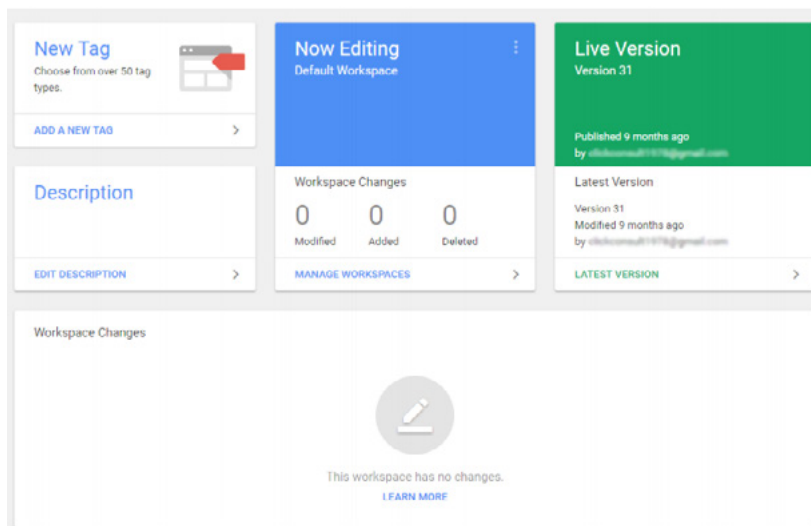 New Tag
Choose from over 50 tag
types.
ADD A NEW TAG
Description
EDIT DESCRIPTION
Now Editing
Default Workspace
Workspace Changes
0 0 0
Modified Added Deleted
MANAGE WORKSPACES
Live Version
Version 31
Published 9 months ago
by
Latest Version
Version 31
Modified 9 months ago
by
LATEST VERSION
Workspace Changes
This workspace has no changes.
LEARN MORE